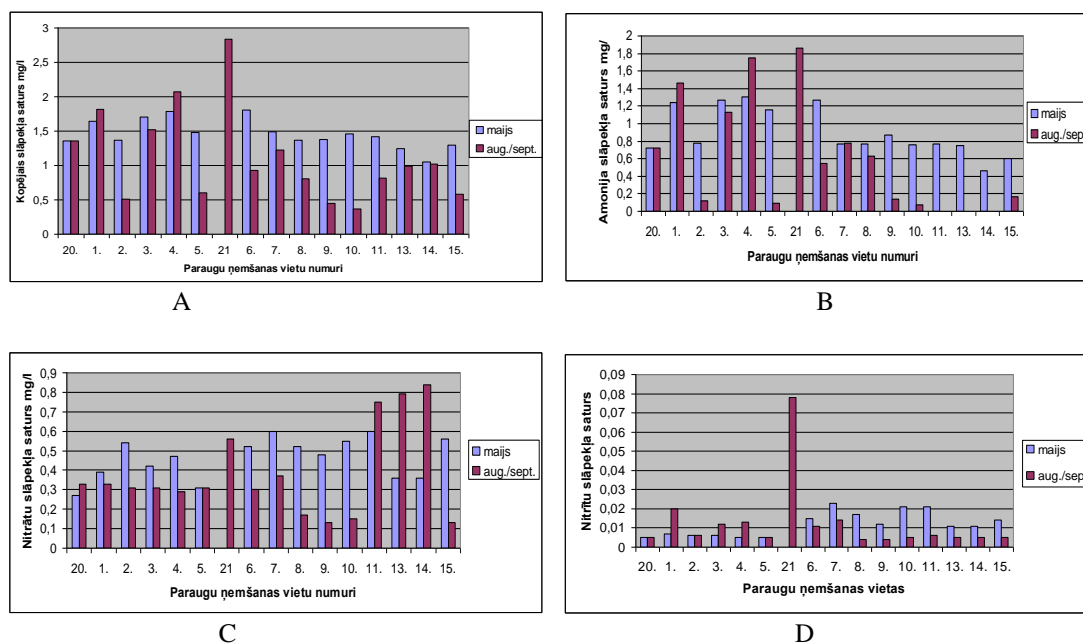 Kopējais slāpekļa saturs mg/l
3
2,5
2
1,5
1
0,5
0
20. 1. 2. 3. 4. 5. 21 6. 7. 8. 9. 10. 11. 13. 14. 15.
Paraugu ņemšanas vietu numuri
maijs
aug./sept.
A
Amonija slāpekļa saturs mg/
2
1,8
1,6
1,4
1,2
1
0,8
0,6
0,4
0,2
0
20. 1. 2. 3. 4. 5. 21 6. 7. 8. 9. 10. 11. 13. 14. 15.
Paraugu ņemšanas vietu numuri
maijs
aug./sept.
B
Nitrātu slāpekļa saturs mg/l
0,9
0,8
0,7
0,6
0,5
0,4
0,3
0,2
0,1
0
20. 1. 2. 3. 4. 5. 21 6. 7. 8. 9. 10. 11. 13. 14. 15.
Paraugu ņemšanas vietu numuri
maijs
aug./sept.
C
Nitrītu slāpekļa saturs
0,09
0,08
0,07
0,06
0,05
0,04
0,03
0,02
0,01
0
20. 1. 2. 3. 4. 5. 21 6. 7. 8. 9. 10. 11. 13. 14. 15.
Paraugu ņemšanas vietas
maijs
aug./sept
D